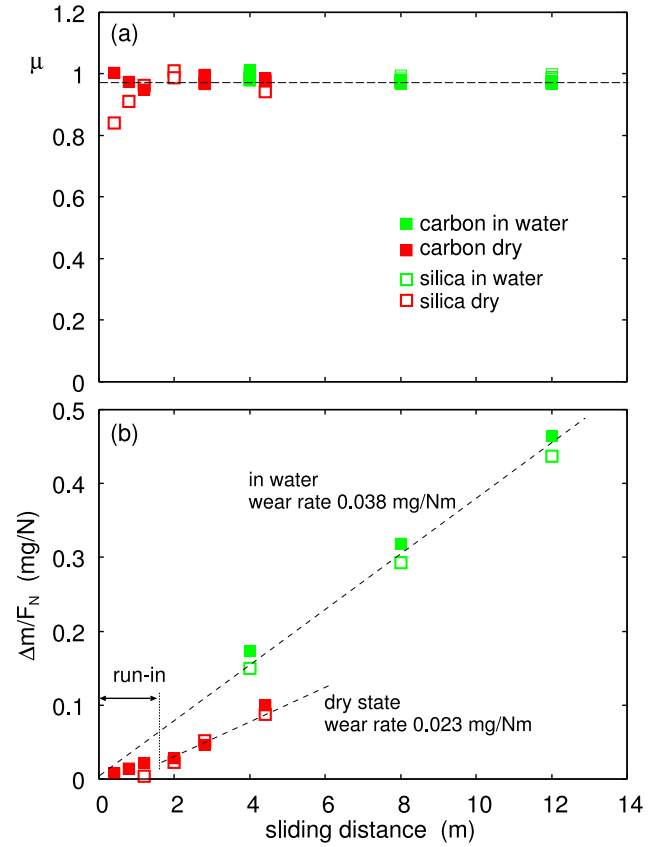 (a)
μ
1.2
1
0.8
0.6
0.4
0.2
0
carbon in water
carbon dry
silica in water
silica dry
(b)
Δm/F_N (mg/N)
0.5
0.4
0.3
0.2
0.1
0
in water
wear rate 0.038 mg/Nm
run-in
dry state
wear rate 0.023 mg/Nm
0 2 4 6 8 10 12 14
sliding distance (m)